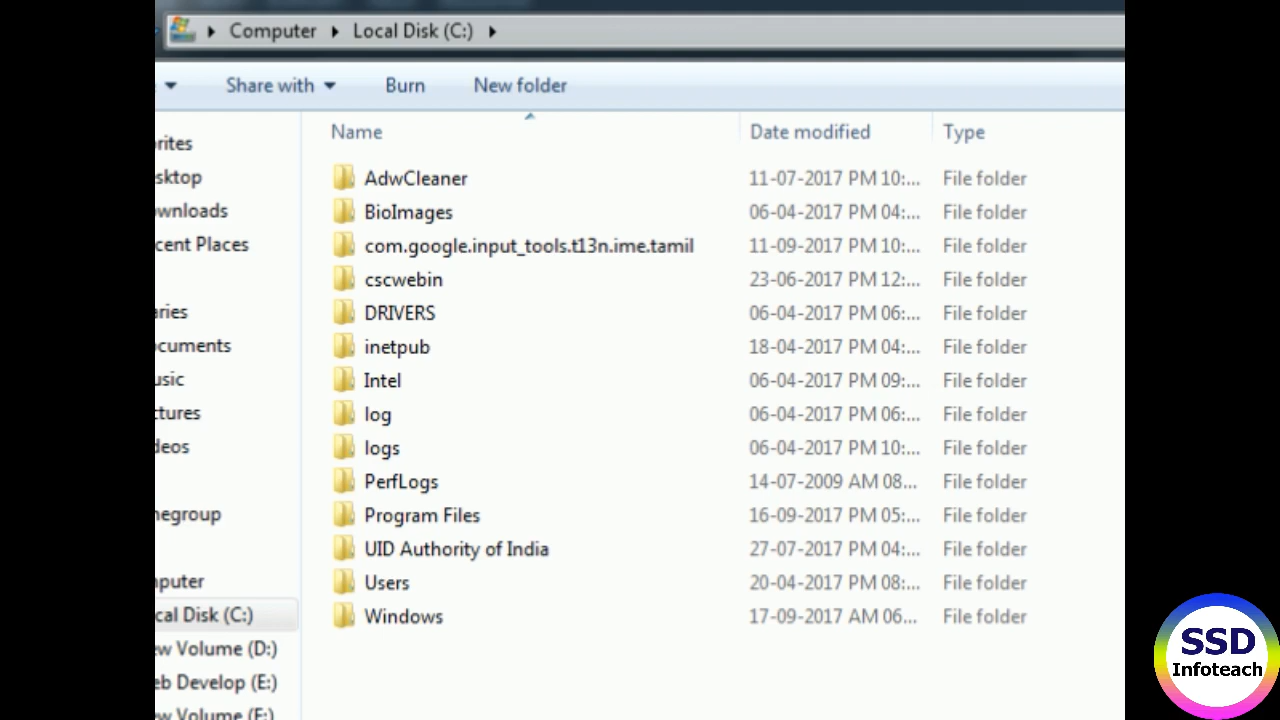 Computer Local Disk (C:)
Share with Burn New folder
Name Date modified Type
AdwCleaner 11-07-2017 PM 10:... File folder
BioImages 06-04-2017 PM 04:... File folder
com.google.input_tools.t13n.ime.tamil 11-09-2017 PM 10:... File folder
cscwebin 23-06-2017 PM 12:... File folder
DRIVERS 06-04-2017 PM 06:... File folder
inetpub 18-04-2017 PM 04:... File folder
Intel 06-04-2017 PM 09:... File folder
log 06-04-2017 PM 06:... File folder
logs 06-04-2017 PM 10:... File folder
PerfLogs 14-07-2009 AM 08... File folder
Program Files 16-09-2017 PM 05:... File folder
UID Authority of India 27-07-2017 PM 04:... File folder
Users 20-04-2017 PM 08:... File folder
Windows 17-09-2017 AM 06... File folder
orites
sktop
ownloads
cent Places
aries
ocuments
usic
ctures
deos
megroup
mputer
cal Disk (C:)
ew Volume (D:)
eb Develop (E:)
ew Volume (F:)
SSD
Infoteach